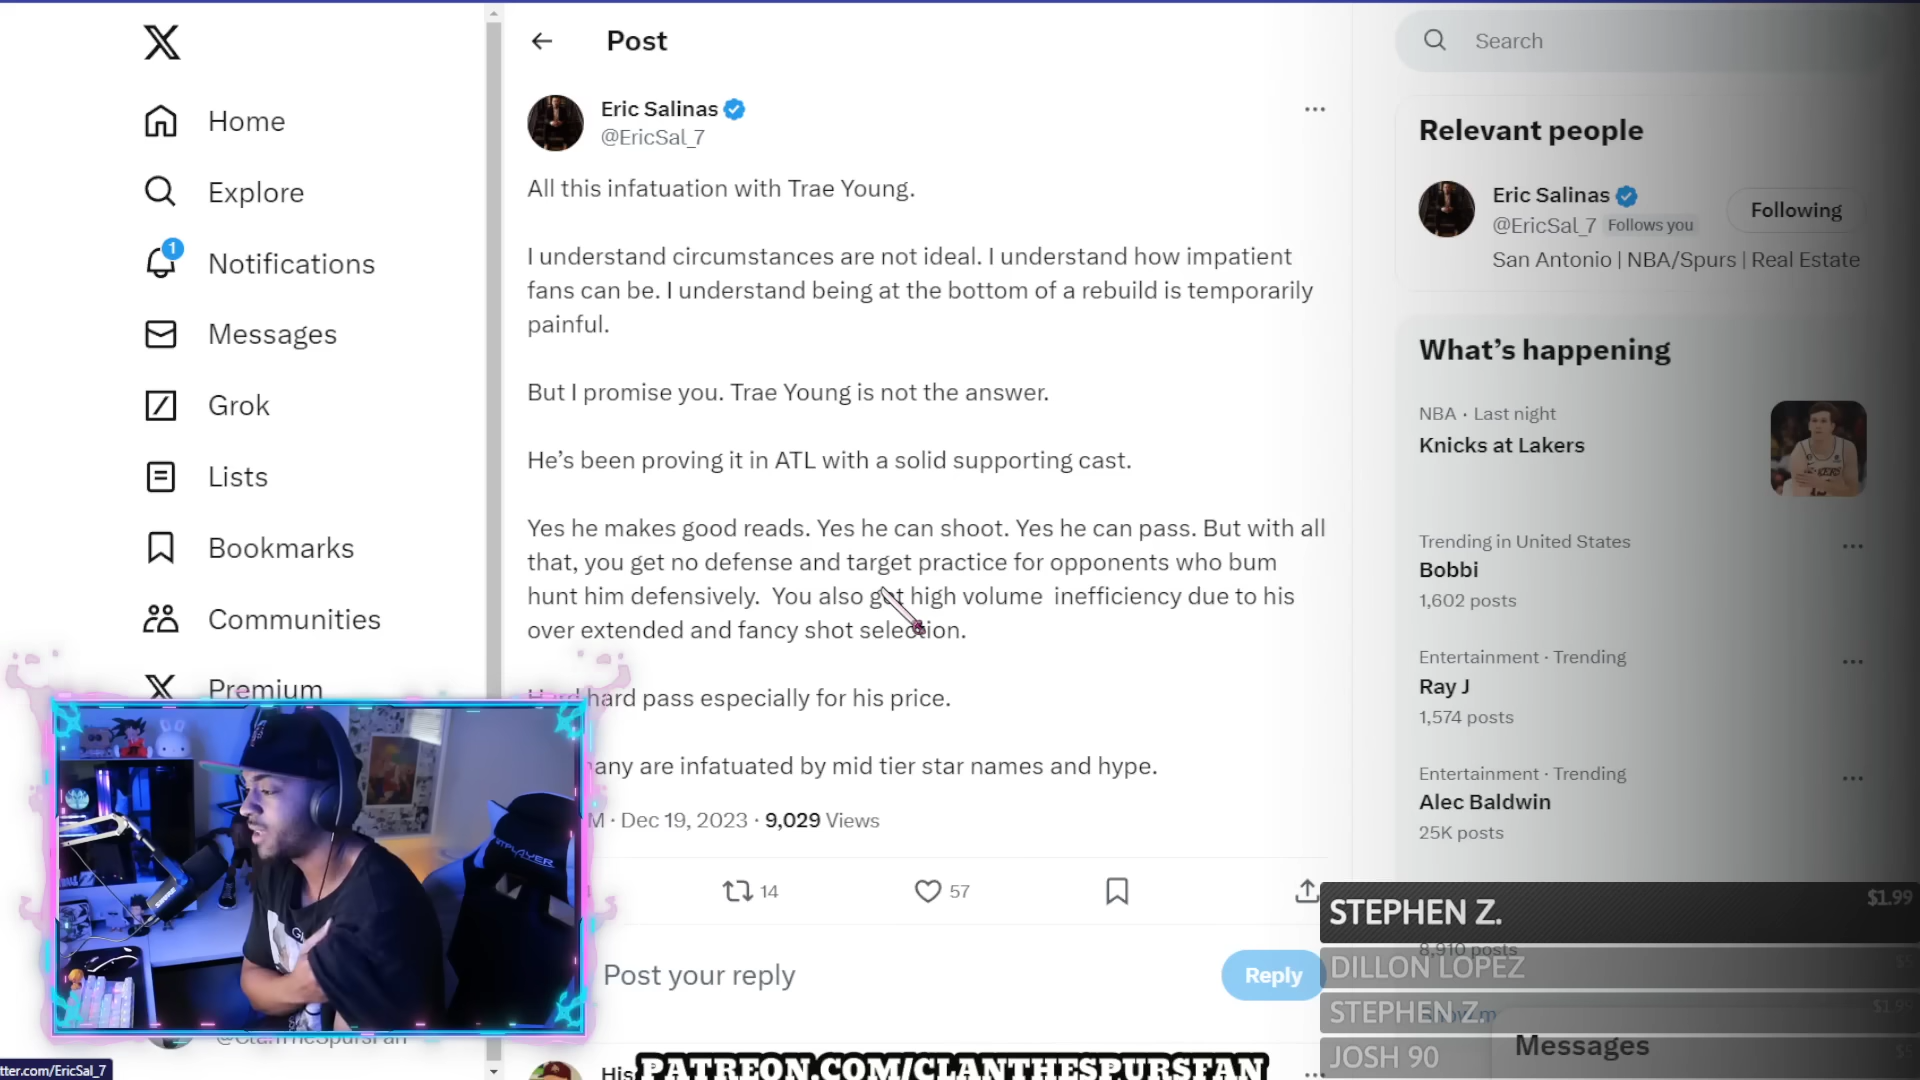 Post
Search
Home
Explore
1
Notifications
Messages
Grok
Lists
Bookmarks
Communities
Premium
Eric Salinas
@EricSal_7
All this infatuation with Trae Young.
I understand circumstances are not ideal. I understand how impatient
fans can be. I understand being at the bottom of a rebuild is temporarily
painful.
But I promise you. Trae Young is not the answer.
He’s been proving it in ATL with a solid supporting cast.
Yes he makes good reads. Yes he can shoot. Yes he can pass. But with all
that, you get no defense and target practice for opponents who bum
hunt him defensively. You also get high volume inefficiency due to his
over extended and fancy shot selection.
hard pass especially for his price.
many are infatuated by mid tier star names and hype.
M · Dec 19, 2023 · 9,029 Views
14
57
Post your reply
Reply
Relevant people
Eric Salinas
@EricSal_7 Follows you
Following
San Antonio | NBA/Spurs | Real Estate
What’s happening
NBA · Last night
Knicks at Lakers
Trending in United States
Bobbi
1,602 posts
Entertainment · Trending
Ray J
1,574 posts
Entertainment · Trending
Alec Baldwin
25K posts
8,910 posts
STEPHEN Z.
$1.99
DILLON LOPEZ
$5
STEPHEN Z.
$1.99
JOSH 90
$5
Messages
@ClanTheSpursFan
tter.com/EricSal_7
His
PATREON.COM/CLANTHESPURSFAN